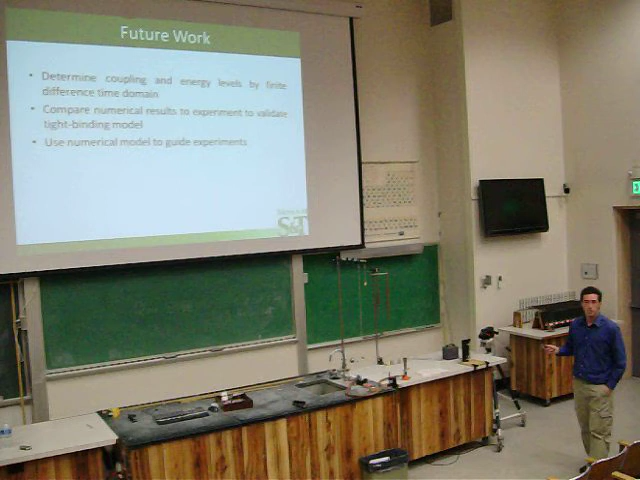 Future Work
• Determine coupling and energy levels by finite
difference time domain
• Compare numerical results to experiment to validate
tight-binding model
• Use numerical model to guide experiments
S&T